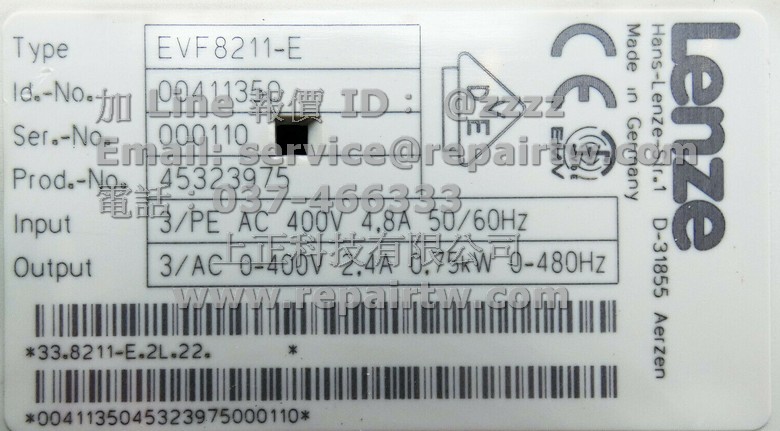 Type EVF8211-E
Id.-No. 00411350
Ser.-No. 000110
Prod.-No. 45323975
Input 3/PE AC 400V 4,8A 50/60Hz
Output 3/AC 0-400V 2,4A 0,75kW 0-480Hz
*33.8211-E.2L.22. *
*0041135045323975000110*
Lenze
Hans-Lenze-Str.1 D-31855 Aerzen
Made in Germany
CE
EMV
加 Line 報價 ID： @zzzz
Email: service@repairtw.com
電話：037-466333
上正科技有限公司
www.repairtw.com